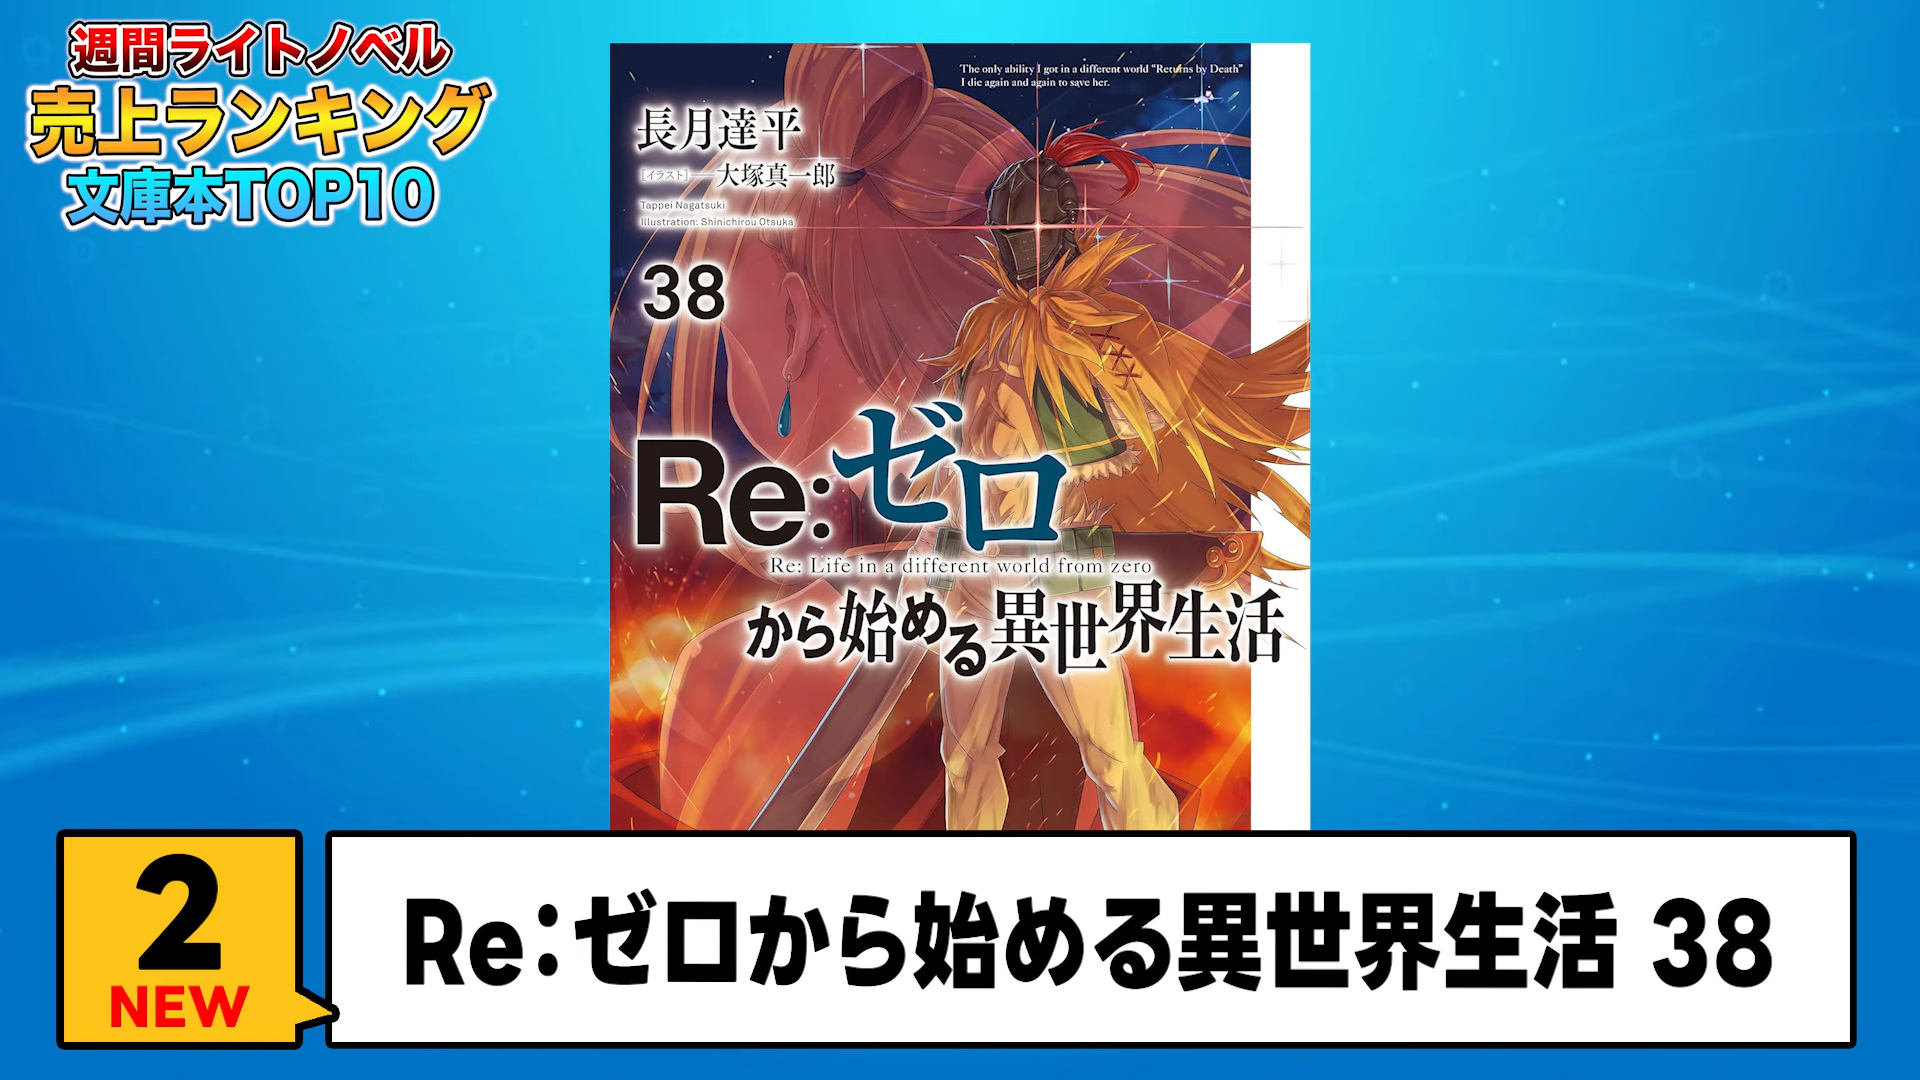 週間ライトノベル
売上ランキング
文庫本TOP10
The only ability I got in a different world “Returns by Death”
I die again and again to save her.
長月達平
[イラスト]—大塚真一郎
Tappei Nagatsuki
Illustration: Shinichirou Otsuka
38
Re:ゼロ
Re: Life in a different world from zero
から始める異世界生活
2
NEW
Re:ゼロから始める異世界生活 38